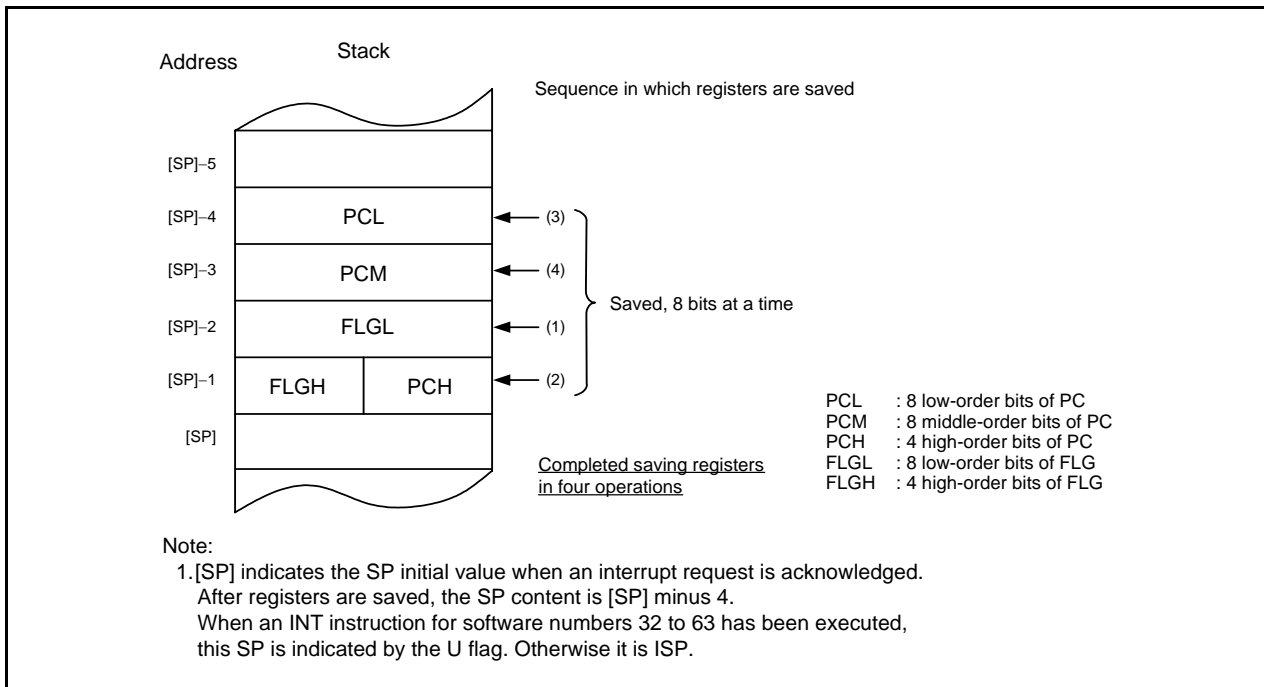 Address
Stack
Sequence in which registers are saved
[SP]−5
[SP]−4 PCL (3)
[SP]−3 PCM (4)
Saved, 8 bits at a time
[SP]−2 FLGL (1)
[SP]−1 FLGH PCH (2)
[SP]
Completed saving registers
in four operations
PCL : 8 low-order bits of PC
PCM : 8 middle-order bits of PC
PCH : 4 high-order bits of PC
FLGL : 8 low-order bits of FLG
FLGH : 4 high-order bits of FLG
Note:
1.[SP] indicates the SP initial value when an interrupt request is acknowledged.
After registers are saved, the SP content is [SP] minus 4.
When an INT instruction for software numbers 32 to 63 has been executed,
this SP is indicated by the U flag. Otherwise it is ISP.